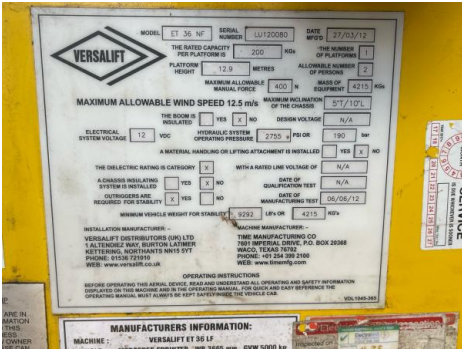 MODEL ET 36 NF SERIAL NUMBER LU120080 DATE MF'D 27/03/12
VERSALIFT
THE RATED CAPACITY PER PLATFORM IS 200 KGs *THE NUMBER OF PLATFORMS 1
PLATFORM HEIGHT 12.9 METRES ALLOWABLE NUMBER OF PERSONS 2
MAXIMUM ALLOWABLE MANUAL FORCE 400 N MASS OF EQUIPMENT 4215 KGs
MAXIMUM ALLOWABLE WIND SPEED 12.5 m/s MAXIMUM INCLINATION OF THE CHASSIS 5°T/10°L
THE BOOM IS INSULATED YES X NO DESIGN VOLTAGE N/A
ELECTRICAL SYSTEM VOLTAGE 12 VDC HYDRAULIC SYSTEM OPERATING PRESSURE 2755 PSI OR 190 bar
A MATERIAL HANDLING OR LIFTING ATTACHMENT IS INSTALLED YES X NO
THE DIELECTRIC RATING IS CATEGORY X WITH A RATED LINE VOLTAGE OF N/A
A CHASSIS INSULATING SYSTEM IS INSTALLED YES X NO DATE OF QUALIFICATION TEST N/A
OUTRIGGERS ARE REQUIRED FOR STABILITY X YES NO DATE OF MANUFACTURING TEST 06/06/12
MINIMUM VEHICLE WEIGHT FOR STABILITY 9292 LB's OR 4215 KG's
INSTALLATION MANUFACTURER:
VERSALIFT DISTRIBUTORS (UK) LTD
1 ALTENDIEZ WAY, BURTON LATIMER
KETTERING, NORTHANTS NN15 5YT
PHONE: 01536 721010
WEB: www.versalift.co.uk
MACHINE MANUFACTURER:-
TIME MANUFACTURING CO
7601 IMPERIAL DRIVE, P.O. BOX 20368
WACO, TEXAS 76702
PHONE: +01 254 399 2100
WEB: www.timemfg.com
OPERATING INSTRUCTIONS
BEFORE OPERATING THIS AERIAL DEVICE, READ AND UNDERSTAND ALL OPERATING AND SAFETY INFORMATION
DISPLAYED ON THIS MACHINE AND IN THE OPERATING MANUAL. FOR QUICK AND EASY REFERENCE THE
OPERATING MANUAL MUST ALWAYS BE KEPT SAFELY INSIDE THE VEHICLE CAB.
MANUFACTURERS INFORMATION:
MACHINE : VERSALIFT ET 36 LF
GVW 5000 kg